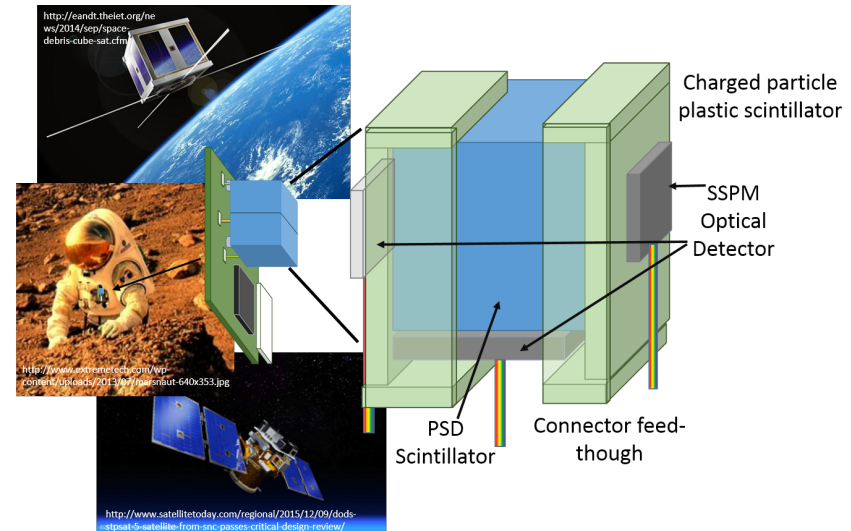 http://eandt.theiet.org/ne
ws/2014/sep/space-
debris-cube-sat.cfm
Charged particle
plastic scintillator
SSPM
Optical
Detector
http://www.extremetech.com/wp-
content/uploads/2013/07/marsnaut-640x353.jpg
PSD
Scintillator
Connector feed-
though
http://www.satellitetoday.com/regional/2015/12/09/dods-
stpsat-5-satellite-from-snc-passes-critical-design-review/